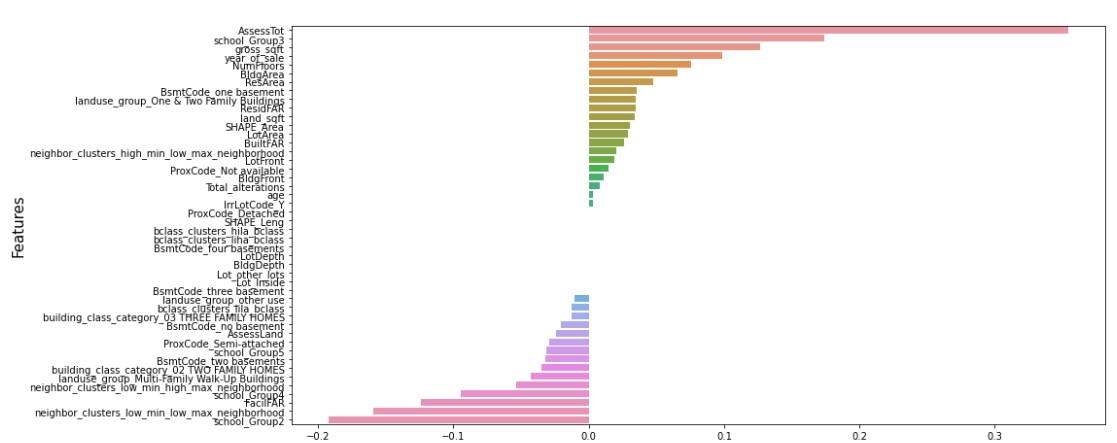 AssessTot
school_Group3
gross_sqft
year_of_sale
NumFloors
BldgArea
ResArea
BsmtCode_one basement
landuse_group_One & Two Family Buildings
ResidFAR
land_sqft
SHAPE_Area
LotArea
BuiltFAR
neighbor_clusters_high_min_low_max_neighborhood
LotFront
ProxCode_Not available
BldgFront
Total_alterations
age
IrrLotCode_Y
ProxCode_Detached
SHAPE_Leng
bclass_clusters_hila_bclass
bclass_clusters_liha_bclass
BsmtCode_four basements
LotDepth
BldgDepth
Lot_other_lots
Lot_Inside
BsmtCode_three basement
landuse_group_other use
bclass_clusters_lila_bclass
building_class_category_03 THREE FAMILY HOMES
BsmtCode_no basement
AssessLand
ProxCode_Semi-attached
school_Group5
BsmtCode_two basements
building_class_category_02 TWO FAMILY HOMES
landuse_group_Multi-Family Walk-Up Buildings
neighbor_clusters_low_min_high_max_neighborhood
school_Group4
FacilFAR
neighbor_clusters_low_min_low_max_neighborhood
school_Group2
Features
−0.2 −0.1 0.0 0.1 0.2 0.3